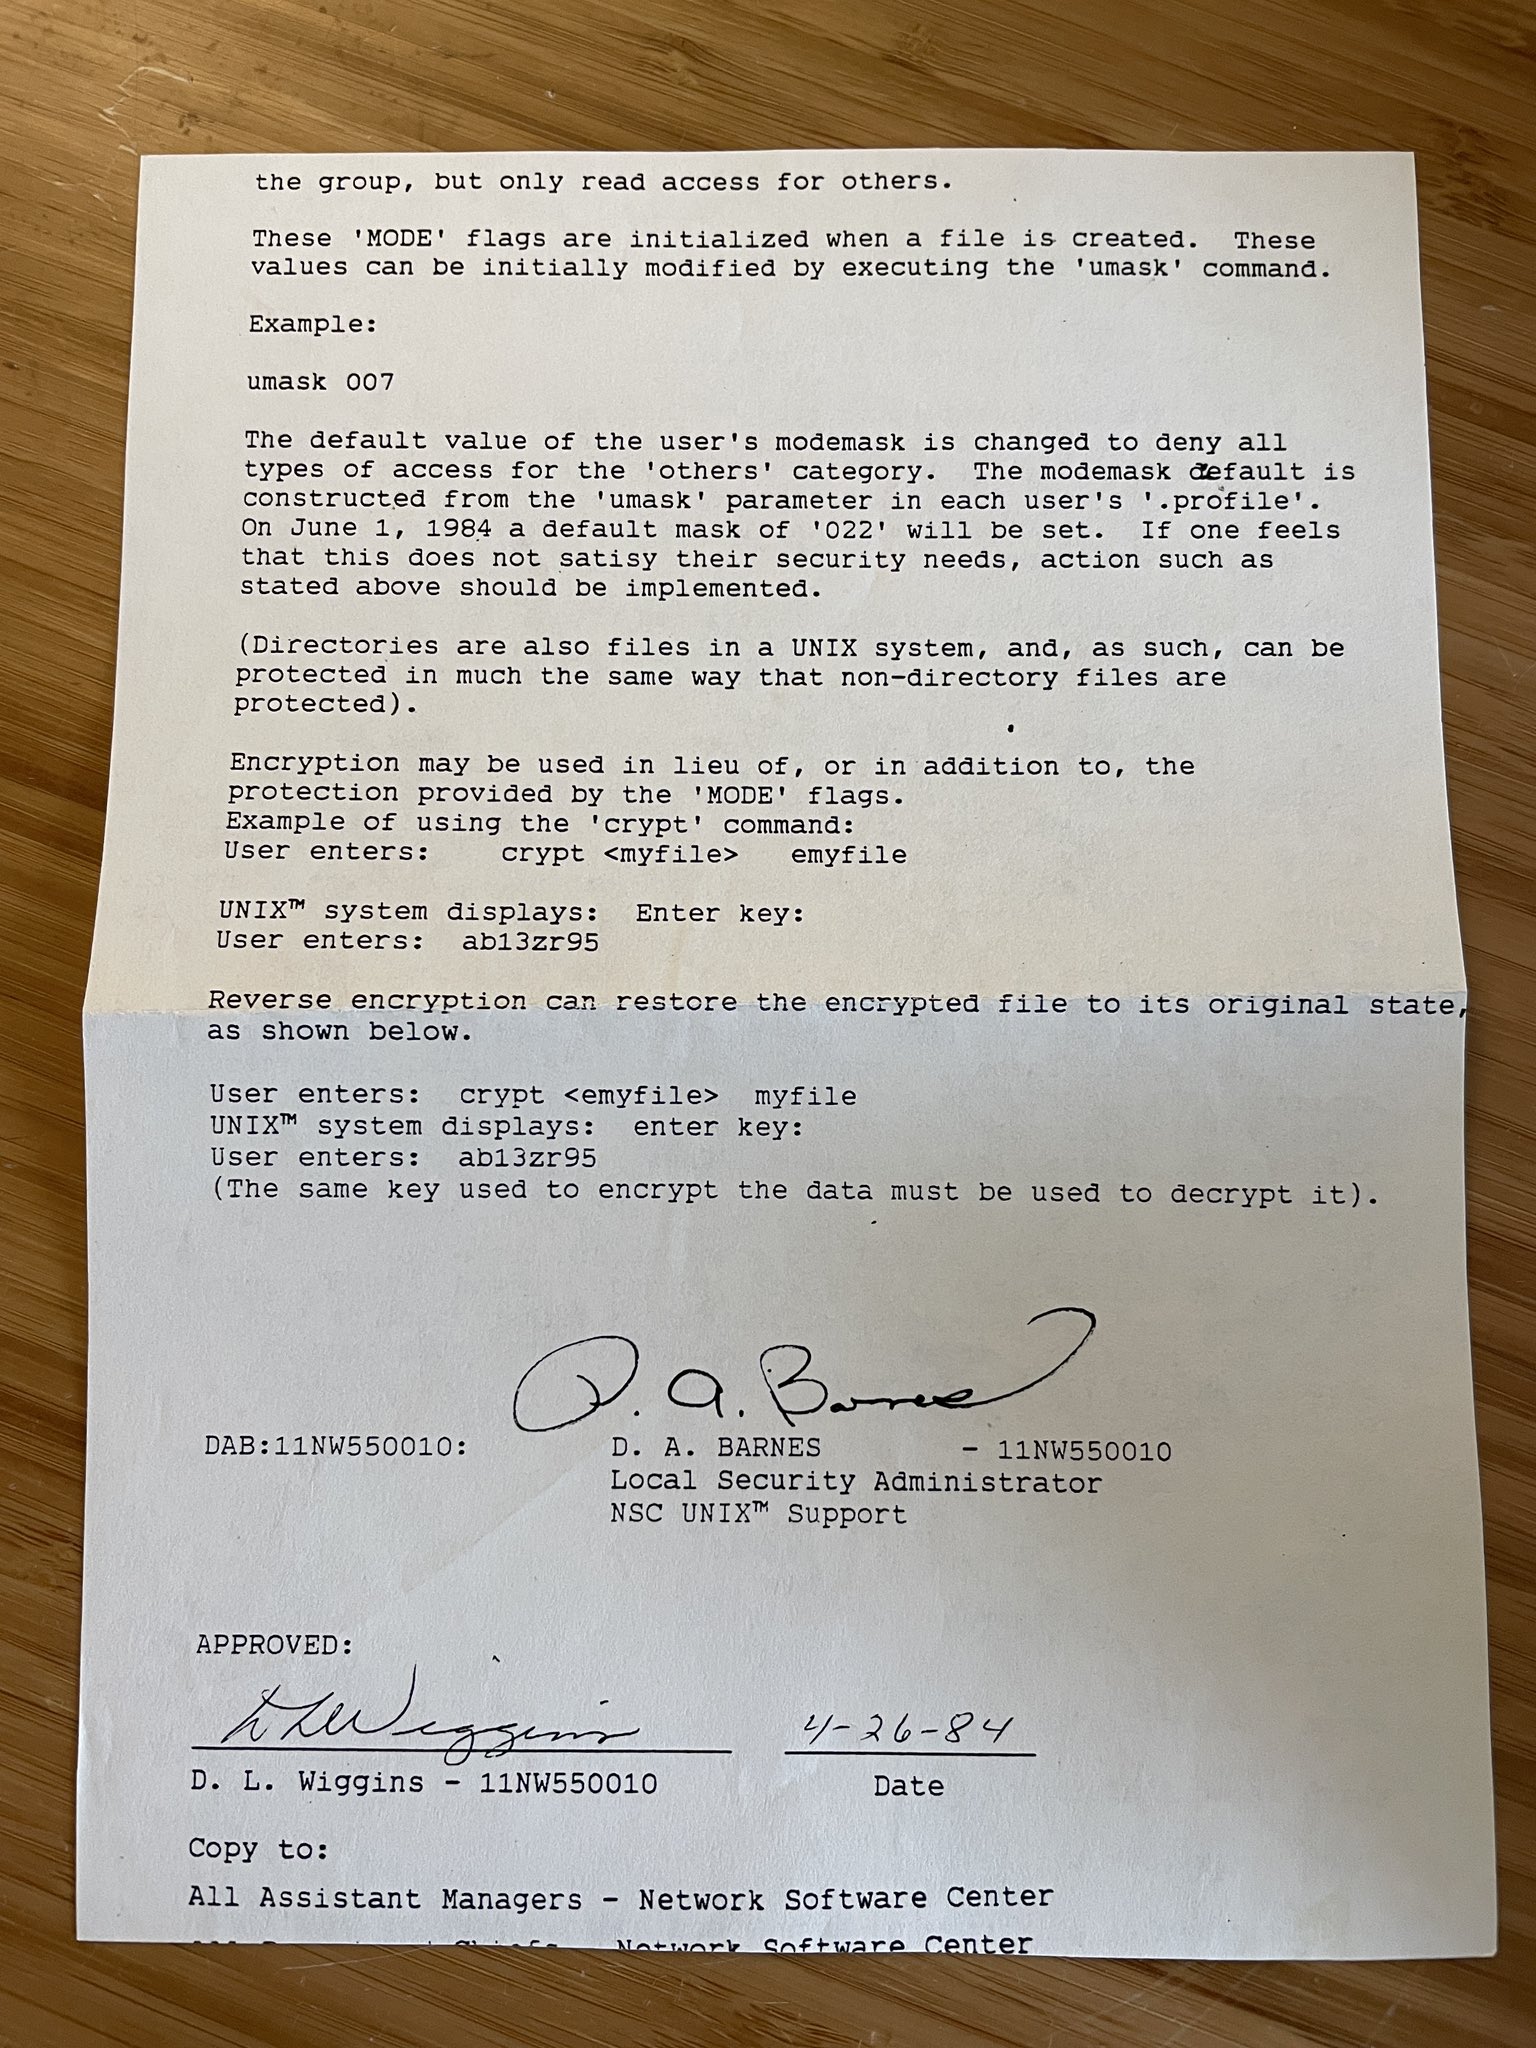 the group, but only read access for others.
These 'MODE' flags are initialized when a file is created. These
values can be initially modified by executing the 'umask' command.
Example:
umask 007
The default value of the user's modemask is changed to deny all
types of access for the 'others' category. The modemask default is
constructed from the 'umask' parameter in each user's '.profile'.
On June 1, 1984 a default mask of '022' will be set. If one feels
that this does not satisy their security needs, action such as
stated above should be implemented.
(Directories are also files in a UNIX system, and, as such, can be
protected in much the same way that non-directory files are
protected).
Encryption may be used in lieu of, or in addition to, the
protection provided by the 'MODE' flags.
Example of using the 'crypt' command:
User enters: crypt <myfile> emyfile
UNIX™ system displays: Enter key:
User enters: ab13zr95
Reverse encryption can restore the encrypted file to its original state,
as shown below.
User enters: crypt <emyfile> myfile
UNIX™ system displays: enter key:
User enters: ab13zr95
(The same key used to encrypt the data must be used to decrypt it).
D. A. Barnes
DAB:11NW550010: D. A. BARNES - 11NW550010
Local Security Administrator
NSC UNIX™ Support
APPROVED:
D L Wiggins 4-26-84
D. L. Wiggins - 11NW550010 Date
Copy to:
All Assistant Managers - Network Software Center
Chiefs - Network Software Center